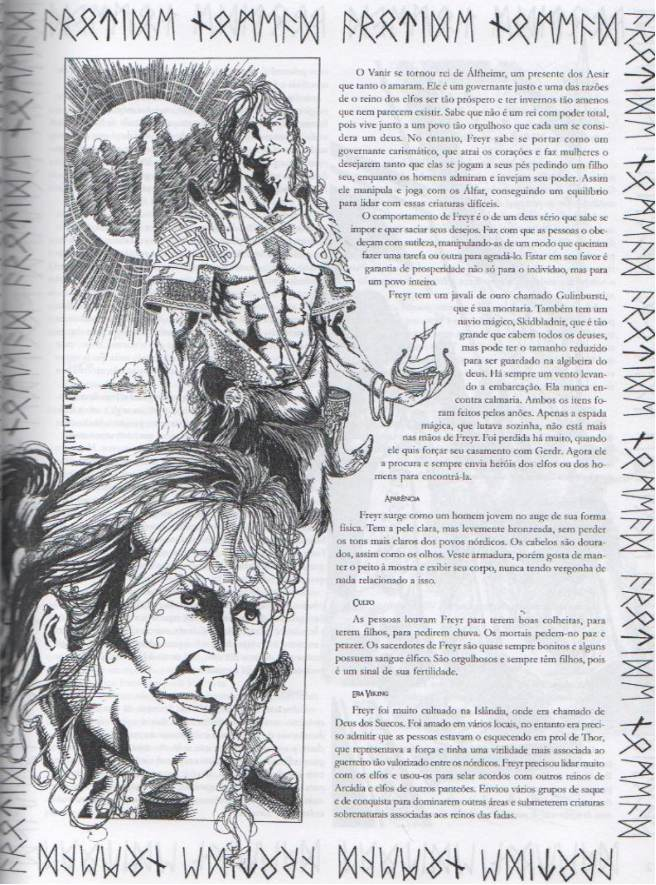 O Vanir se tornou rei de Álfheimr, um presente dos Aesir
que tanto o amaram. Ele é um governante justo e uma das razões
de o reino dos elfos ser tão próspero e ter invernos tão amenos
que nem parecem existir. Sabe que não é um rei com poder total,
pois vive junto a um povo tão orgulhoso que cada um se consi-
dera um deus. No entanto, Freyr sabe se portar como um
governante carismático, que atrai os corações e faz mulheres o
desejarem tanto que elas se jogam a seus pés pedindo um filho
seu, enquanto os homens admiram e invejam seu poder. Assim
ele manipula e joga com os Álfar, conseguindo um equilíbrio
para lidar com essas criaturas difíceis.
O comportamento de Freyr é o de um deus sério que sabe se
impor e quer saciar seus desejos. Faz com que as pessoas o obe-
deçam com sutileza, manipulando-as de um modo que queiram
fazer uma tarefa ou outra para agradá-lo. Estar em seu favor é
garantia de prosperidade não só para o indivíduo, mas para
um povo inteiro.
Freyr tem um javali de ouro chamado Gulinbursti,
que é sua montaria. Também tem um
navio mágico, Skidbladnir, que é tão
grande que cabem todos os deuses,
mas pode ter o tamanho reduzido
para ser guardado na algibeira do
deus. Há sempre um vento levan-
do a embarcação. Ela nunca en-
contra calmaria. Ambos os itens fo-
ram feitos pelos anões. Apenas a espada
mágica, que lutava sozinha, não está mais
nas mãos de Freyr. Foi perdida há muito, quando
ele quis forçar seu casamento com Gerdr. Agora ele
a procura e sempre envia heróis dos elfos ou dos ho-
mens para encontrá-la.
Aparência
Freyr surge como um homem jovem no auge de sua forma
física. Tem a pele clara, mas levemente bronzeada, sem perder
os tons mais claros dos povos nórdicos. Os cabelos são doura-
dos, assim como os olhos. Veste armadura, porém gosta de man-
ter o peito à mostra e exibir seu corpo, nunca tendo vergonha de
nada relacionado a isso.
Culto
As pessoas louvam Freyr para terem boas colheitas, para
terem filhos, para pedirem chuva. Os mortais pedem-no paz e
prazer. Os sacerdotes de Freyr são quase sempre bonitos e alguns
possuem sangue élfico. São orgulhosos e sempre têm filhos, pois
é um sinal de sua fertilidade.
Era Viking
Freyr foi muito cultuado na Islândia, onde era chamado de
Deus dos Suecos. Foi amado em vários locais, no entanto era preci-
so admitir que as pessoas estavam o esquecendo em prol de Thor,
que representava a força e tinha uma virilidade mais associada ao
guerreiro tão valorizado entre os nórdicos. Freyr precisou lidar muito
com os elfos e usou-os para selar acordos com outros reinos de
Arcádia e elfos de outros panteões. Enviou vários grupos de saque
e de conquista para dominarem outras áreas e submeterem criaturas
sobrenaturais associadas aos reinos das fadas.